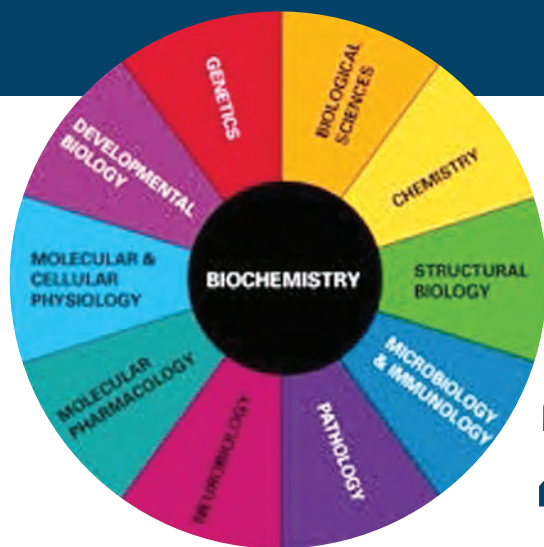 GENETICS
BIOLOGICAL
SCIENCES
CHEMISTRY
STRUCTURAL
BIOLOGY
MICROBIOLOGY
& IMMUNOLOGY
PATHOLOGY
NEUROBIOLOGY
MOLECULAR
PHARMACOLOGY
MOLECULAR &
CELLULAR
PHYSIOLOGY
DEVELOPMENTAL
BIOLOGY
BIOCHEMISTRY